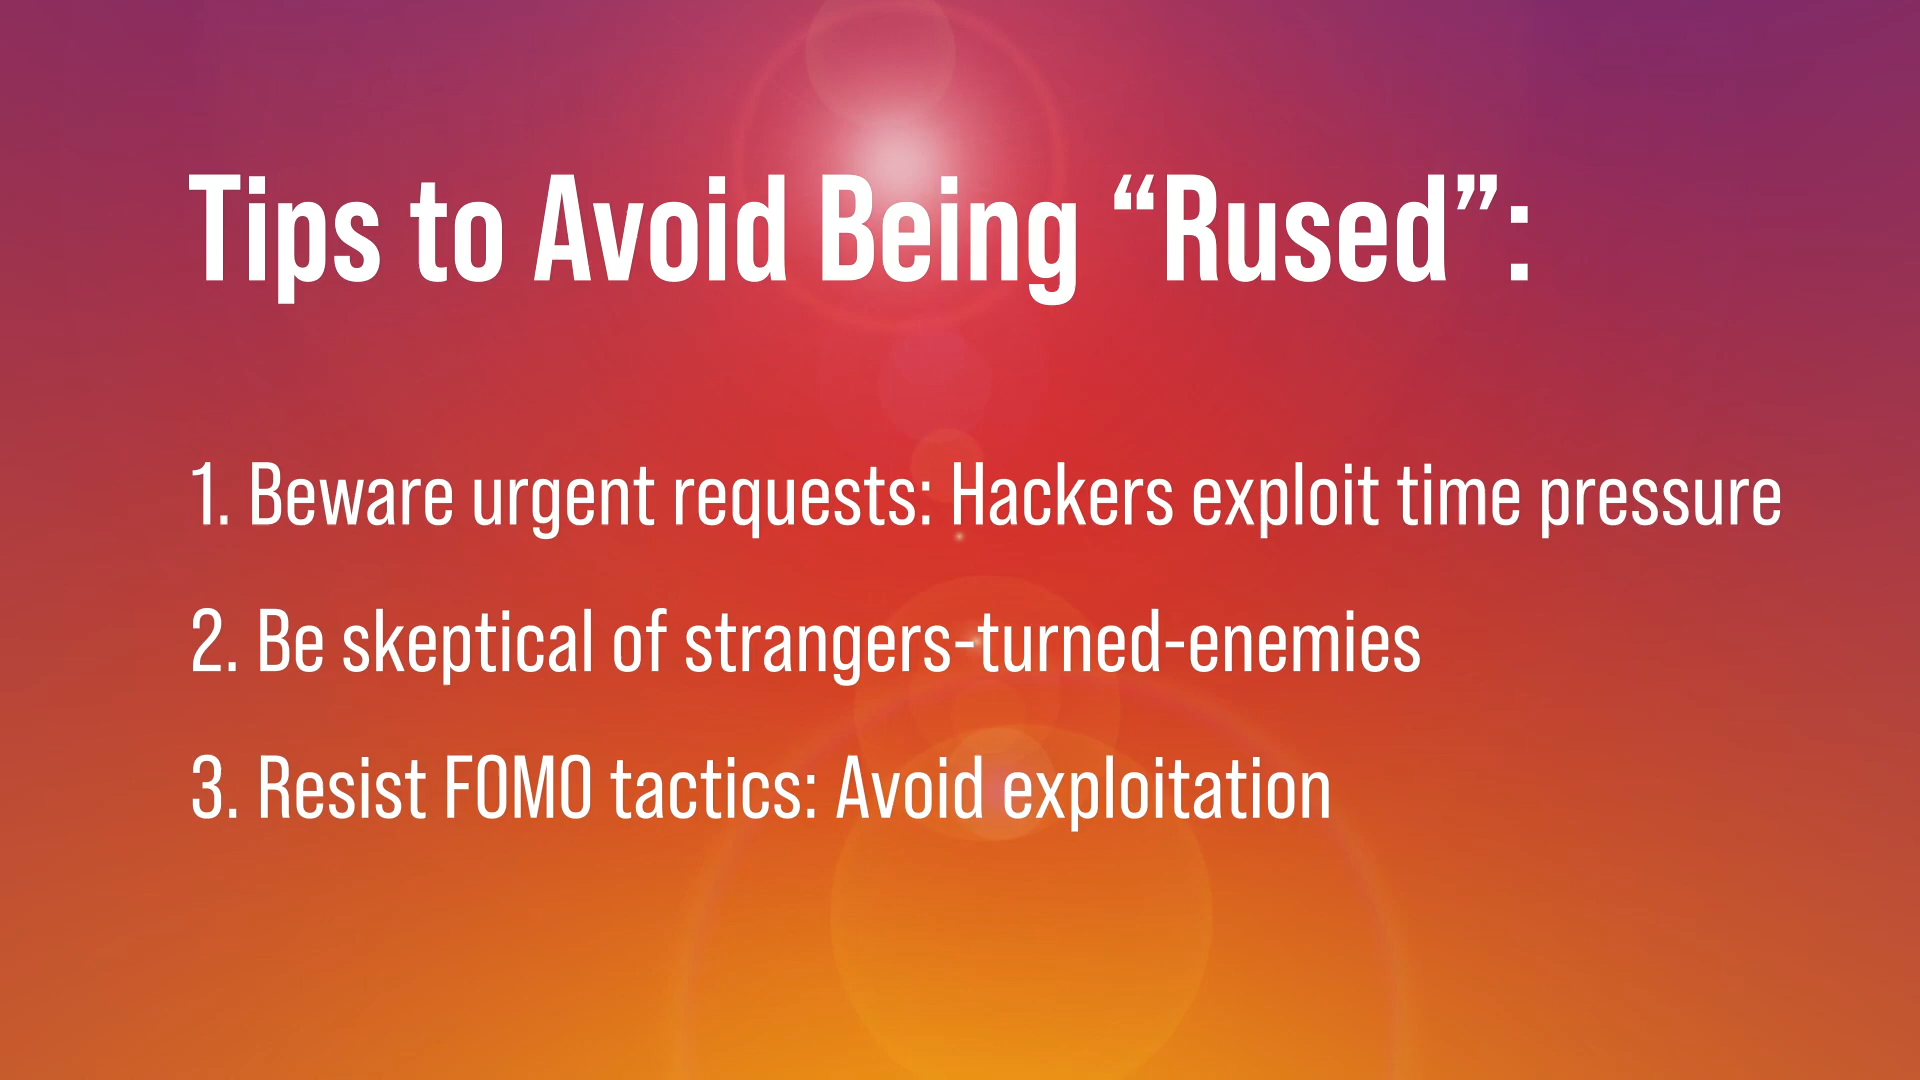 Tips to Avoid Being “Rused”:
1. Beware urgent requests: Hackers exploit time pressure
2. Be skeptical of strangers-turned-enemies
3. Resist FOMO tactics: Avoid exploitation